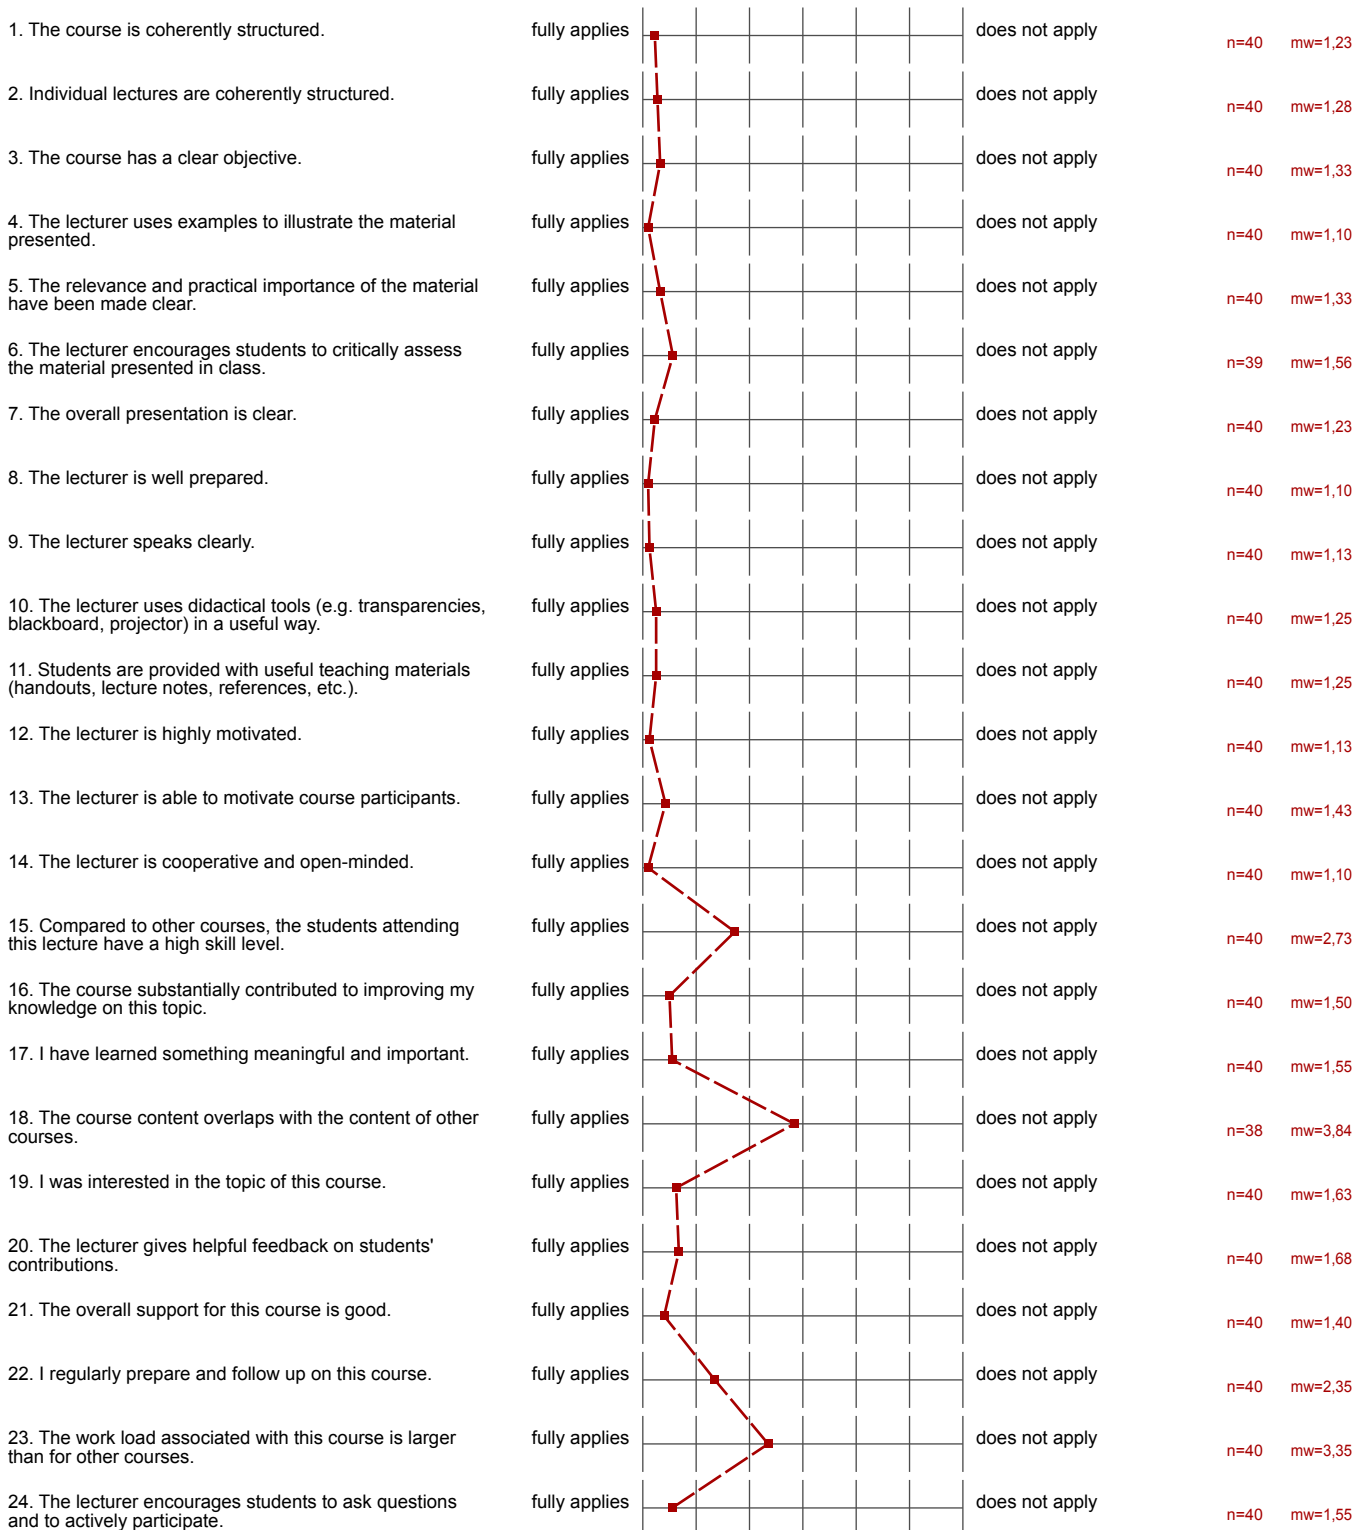 1. The course is coherently structured. fully applies does not apply n=40 mw=1,23
2. Individual lectures are coherently structured. fully applies does not apply n=40 mw=1,28
3. The course has a clear objective. fully applies does not apply n=40 mw=1,33
4. The lecturer uses examples to illustrate the material fully applies does not apply n=40 mw=1,10
presented.
5. The relevance and practical importance of the material fully applies does not apply n=40 mw=1,33
have been made clear.
6. The lecturer encourages students to critically assess fully applies does not apply n=39 mw=1,56
the material presented in class.
7. The overall presentation is clear. fully applies does not apply n=40 mw=1,23
8. The lecturer is well prepared. fully applies does not apply n=40 mw=1,10
9. The lecturer speaks clearly. fully applies does not apply n=40 mw=1,13
10. The lecturer uses didactical tools (e.g. transparencies, fully applies does not apply n=40 mw=1,25
blackboard, projector) in a useful way.
11. Students are provided with useful teaching materials fully applies does not apply n=40 mw=1,25
(handouts, lecture notes, references, etc.).
12. The lecturer is highly motivated. fully applies does not apply n=40 mw=1,13
13. The lecturer is able to motivate course participants. fully applies does not apply n=40 mw=1,43
14. The lecturer is cooperative and open-minded. fully applies does not apply n=40 mw=1,10
15. Compared to other courses, the students attending fully applies does not apply n=40 mw=2,73
this lecture have a high skill level.
16. The course substantially contributed to improving my fully applies does not apply n=40 mw=1,50
knowledge on this topic.
17. I have learned something meaningful and important. fully applies does not apply n=40 mw=1,55
18. The course content overlaps with the content of other fully applies does not apply n=38 mw=3,84
courses.
19. I was interested in the topic of this course. fully applies does not apply n=40 mw=1,63
20. The lecturer gives helpful feedback on students' fully applies does not apply n=40 mw=1,68
contributions.
21. The overall support for this course is good. fully applies does not apply n=40 mw=1,40
22. I regularly prepare and follow up on this course. fully applies does not apply n=40 mw=2,35
23. The work load associated with this course is larger fully applies does not apply n=40 mw=3,35
than for other courses.
24. The lecturer encourages students to ask questions fully applies does not apply n=40 mw=1,55
and to actively participate.